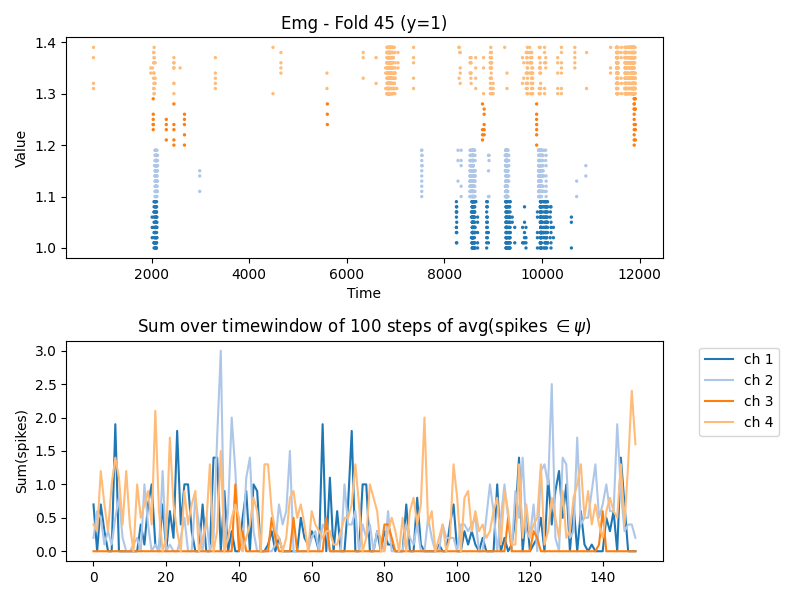 Emg - Fold 45 (y=1)
Value
1.4
1.3
1.2
1.1
1.0
2000 4000 6000 8000 10000 12000
Time
Sum over timewindow of 100 steps of avg(spikes ∈ ψ)
Sum(spikes)
3.0
2.5
2.0
1.5
1.0
0.5
0.0
0 20 40 60 80 100 120 140
ch 1
ch 2
ch 3
ch 4